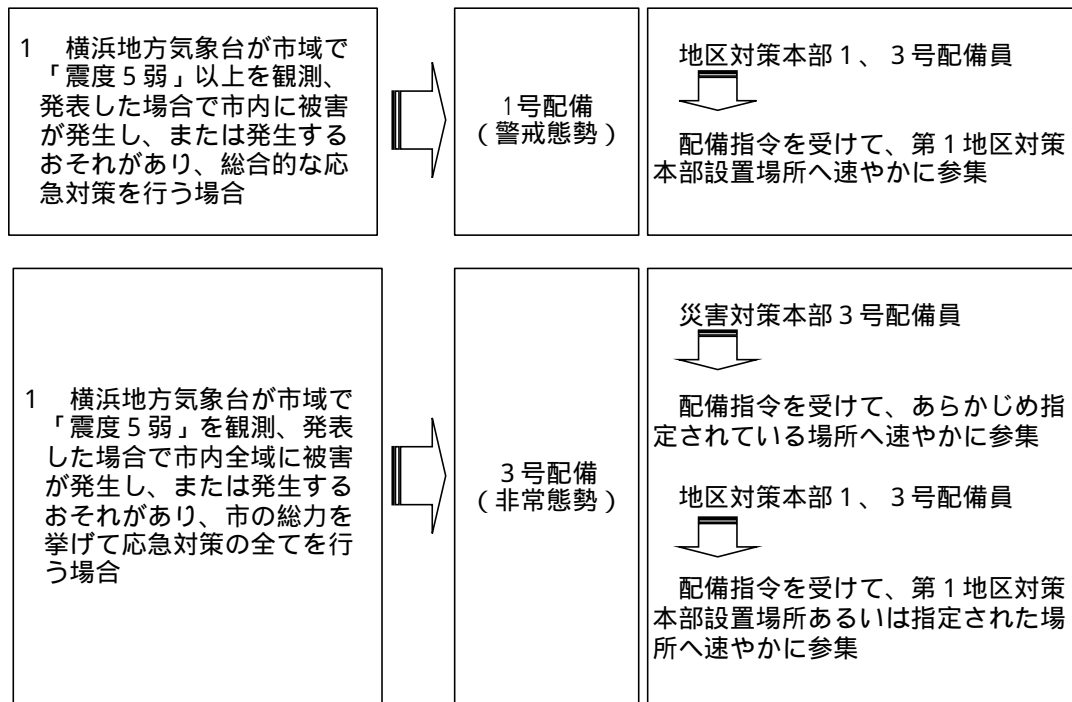 1　横浜地方気象台が市域で
「震度５弱」以上を観測、
発表した場合で市内に被害
が発生し、または発生する
おそれがあり、総合的な応
急対策を行う場合
1号配備
（警戒態勢）
地区対策本部１、３号配備員
配備指令を受けて、第１地区対策
本部設置場所へ速やかに参集
1　横浜地方気象台が市域で
「震度５弱」を観測、発表
した場合で市内全域に被害
が発生し、または発生する
おそれがあり、市の総力を
挙げて応急対策の全てを行
う場合
３号配備
（非常態勢）
災害対策本部３号配備員
配備指令を受けて、あらかじめ指
定されている場所へ速やかに参集
地区対策本部１、３号配備員
配備指令を受けて、第１地区対策
本部設置場所あるいは指定された場
所へ速やかに参集